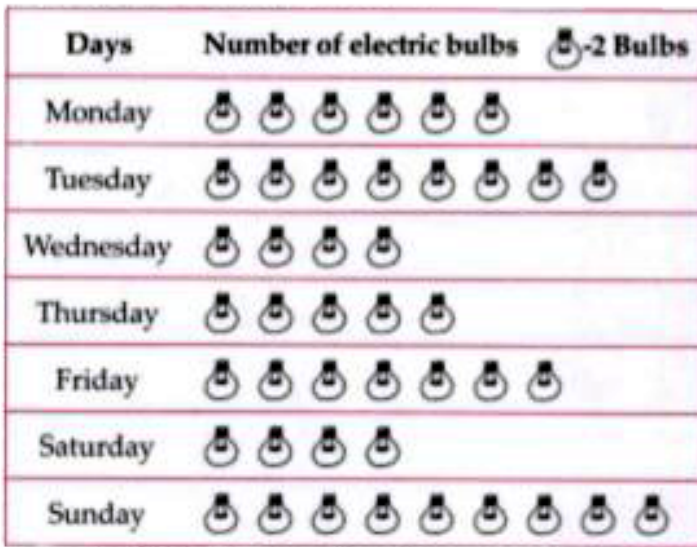 Days Number of electric bulbs -2 Bulbs
Monday
Tuesday
Wednesday
Thursday
Friday
Saturday
Sunday